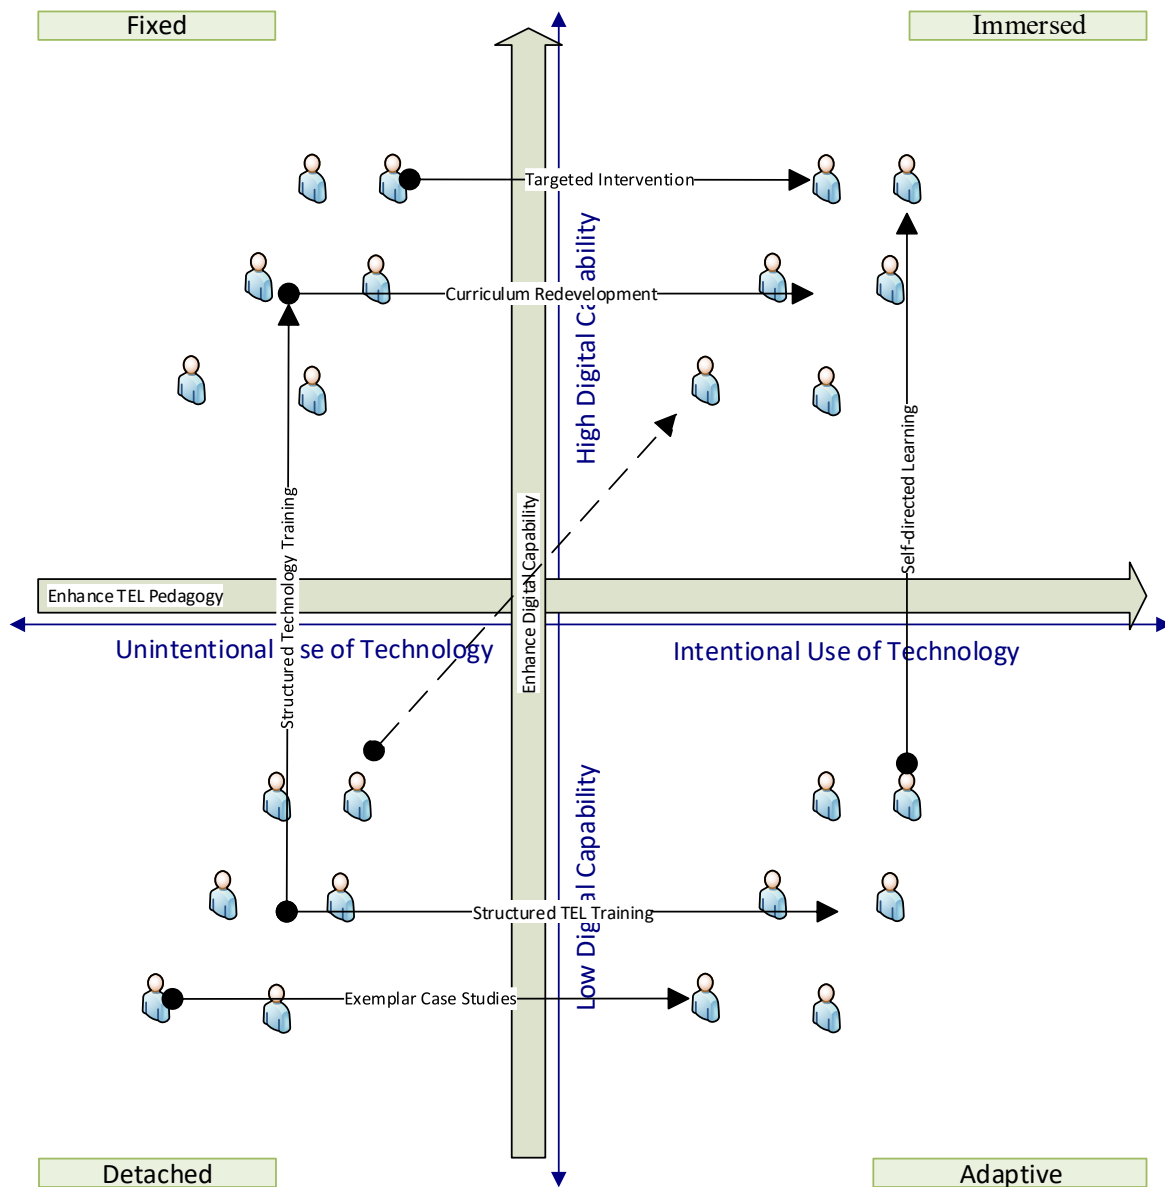 Fixed
Immersed
Targeted Intervention
High Digital Capability
Curriculum Redevelopment
Self-directed Learning
Structured Technology Training
Enhance Digital Capability
Enhance TEL Pedagogy
Unintentional Use of Technology
Intentional Use of Technology
Low Digital Capability
Structured TEL Training
Exemplar Case Studies
Detached
Adaptive